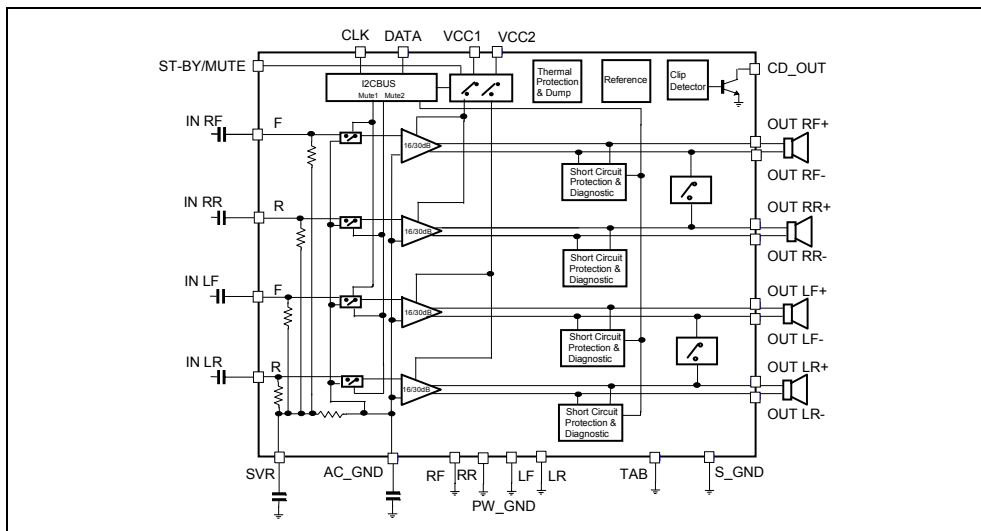 CLK DATA VCC1 VCC2
ST-BY/MUTE
I2CBUS
Mute1 Mute2
Thermal
Protection
& Dump
Reference
Clip
Detector
CD_OUT
IN RF
F
16/30dB
Short Circuit
Protection &
Diagnostic
OUT RF+
OUT RF-
IN RR
R
16/30dB
Short Circuit
Protection &
Diagnostic
OUT RR+
OUT RR-
IN LF
F
16/30dB
Short Circuit
Protection &
Diagnostic
OUT LF+
OUT LF-
IN LR
R
16/30dB
Short Circuit
Protection &
Diagnostic
OUT LR+
OUT LR-
SVR
AC_GND
RF
RR
LF
LR
PW_GND
TAB
S_GND